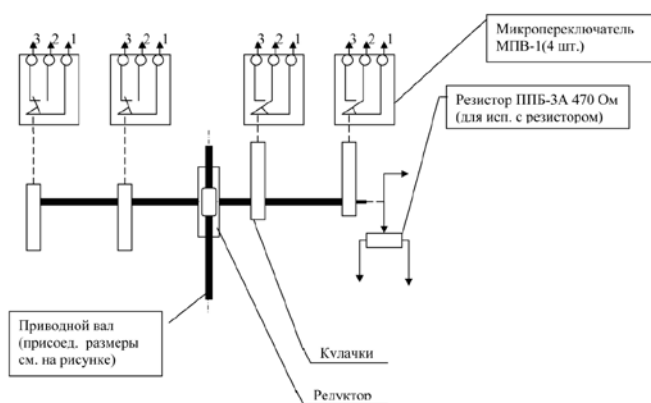 3 2 1
3 2 1
3 2 1
3 2 1
Микропереключатель
МПВ-1(4 шт.)
Резистор ППБ-3А 470 Ом
(для исп. с резистором)
Приводной вал
(присоед. размеры
см. на рисунке)
Кулачки
Редуктор